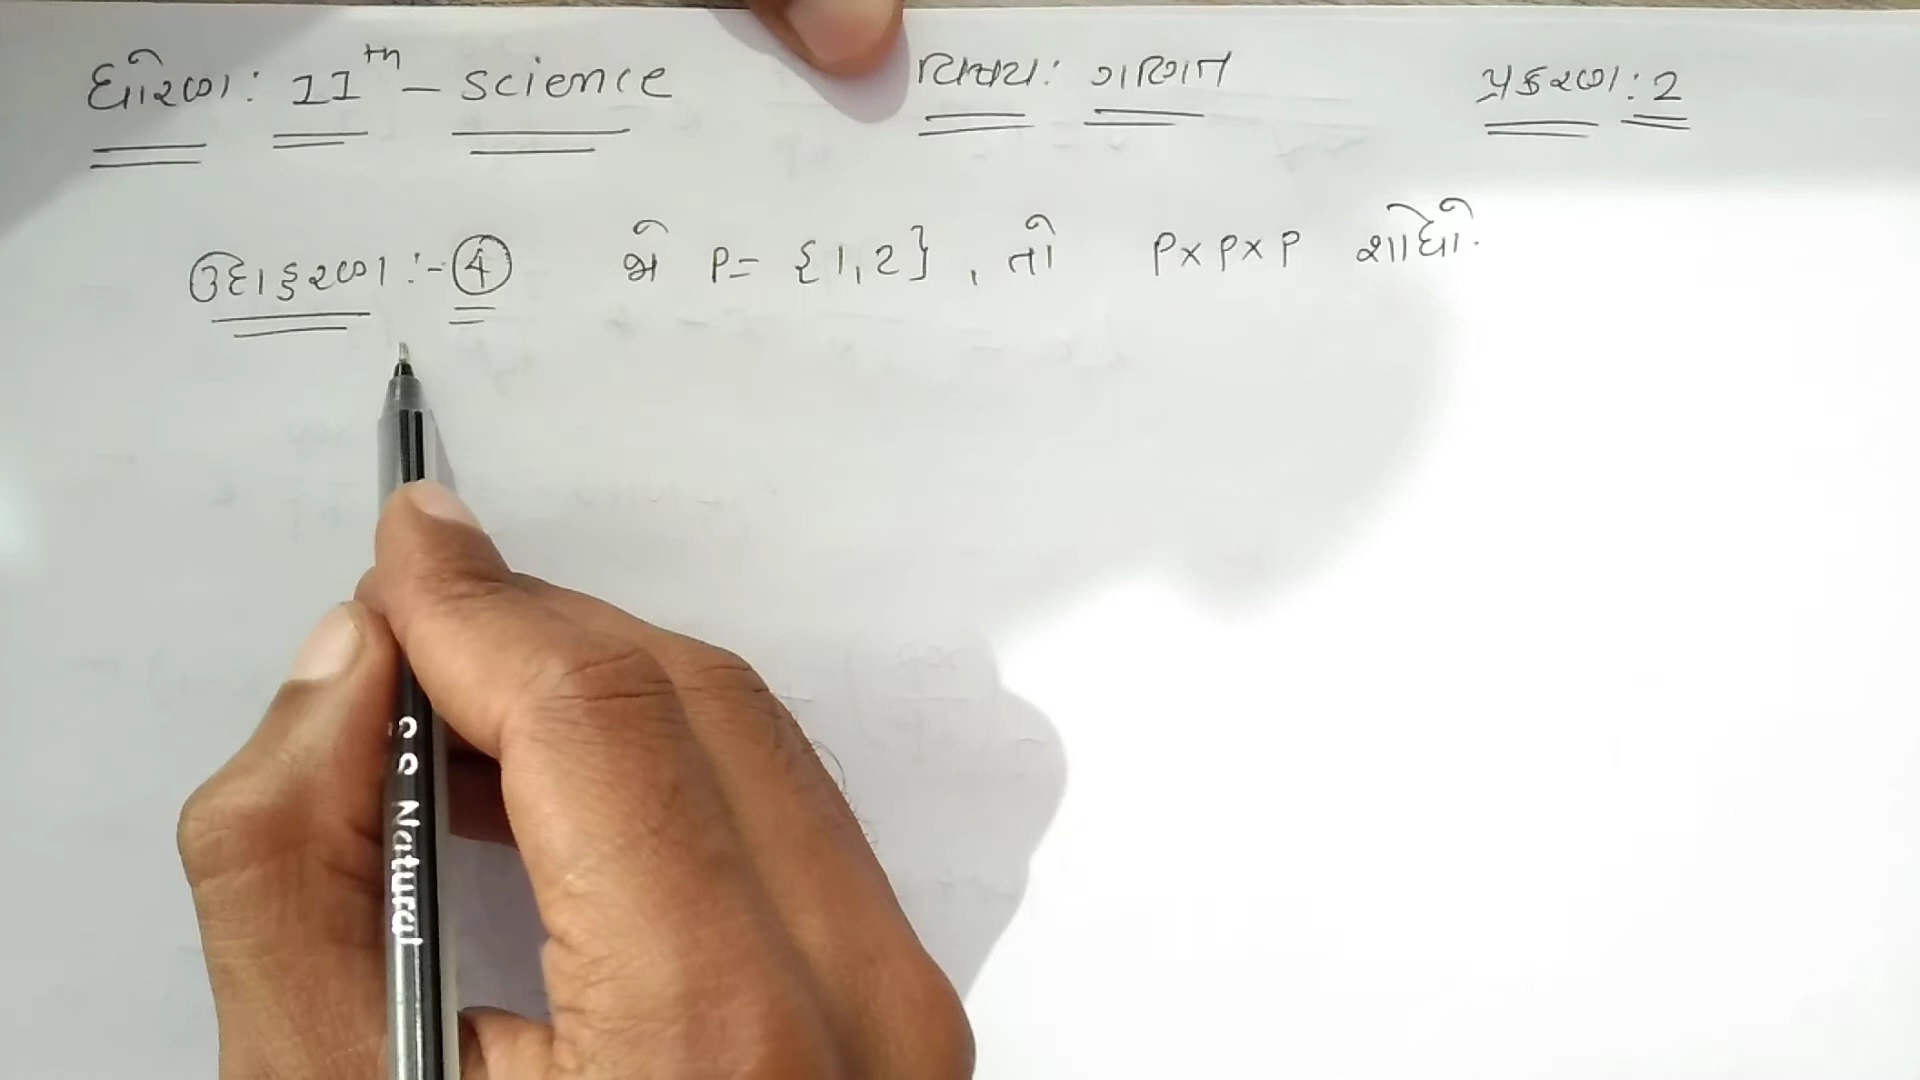 ધોરણ: 11th - science વિષય: ગણિત પ્રકરણ: 2
ઉદાહરણ :- 4 જો P = {1, 2} , તો P × P × P શોધો.
Natural